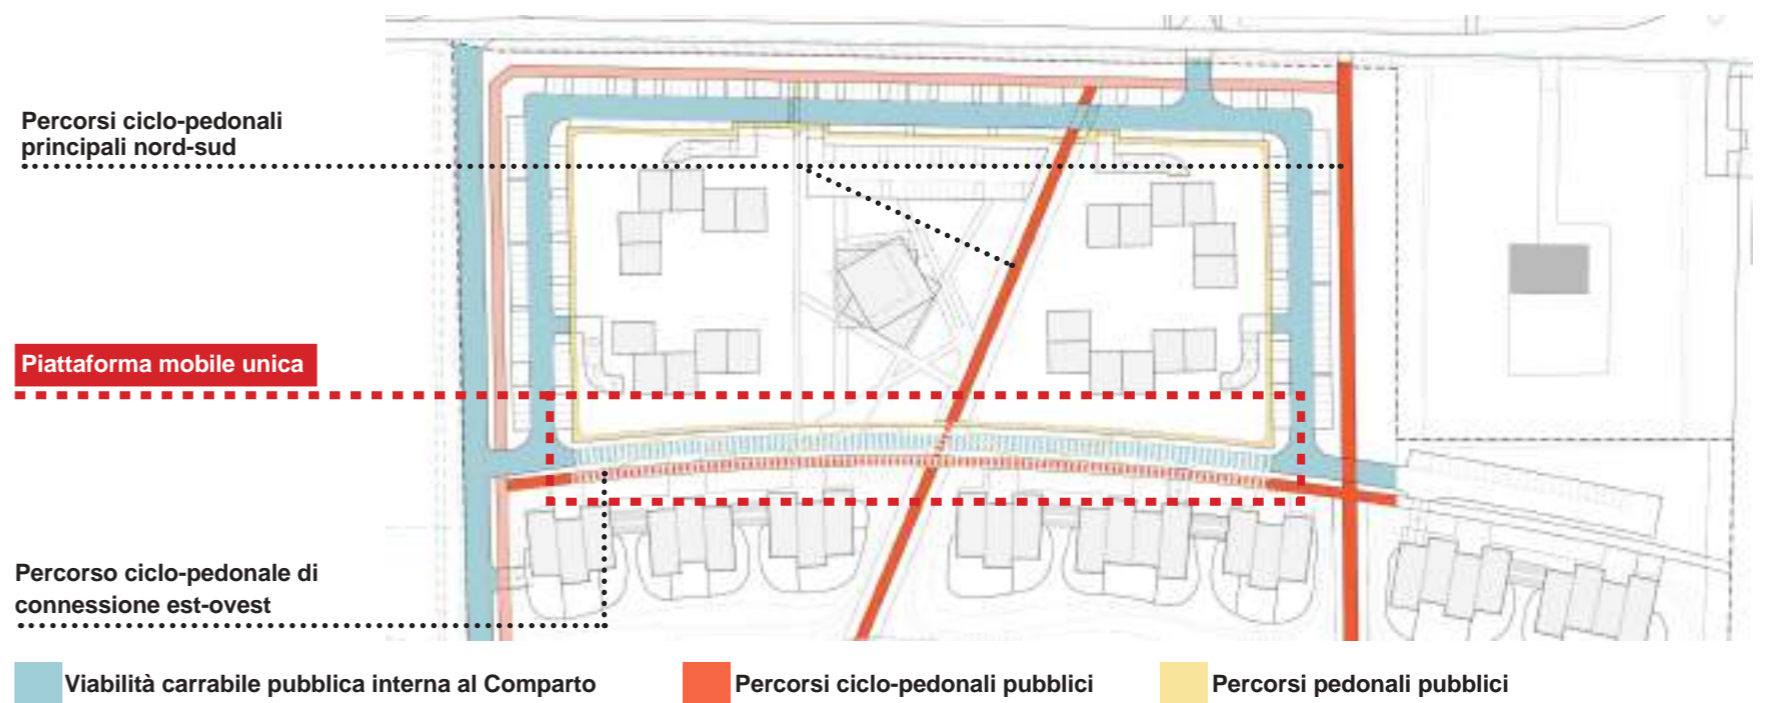 Percorsi ciclo-pedonali
principali nord-sud
Piattaforma mobile unica
Percorso ciclo-pedonale di
connessione est-ovest
Viabilità carrabile pubblica interna al Comparto
Percorsi ciclo-pedonali pubblici
Percorsi pedonali pubblici